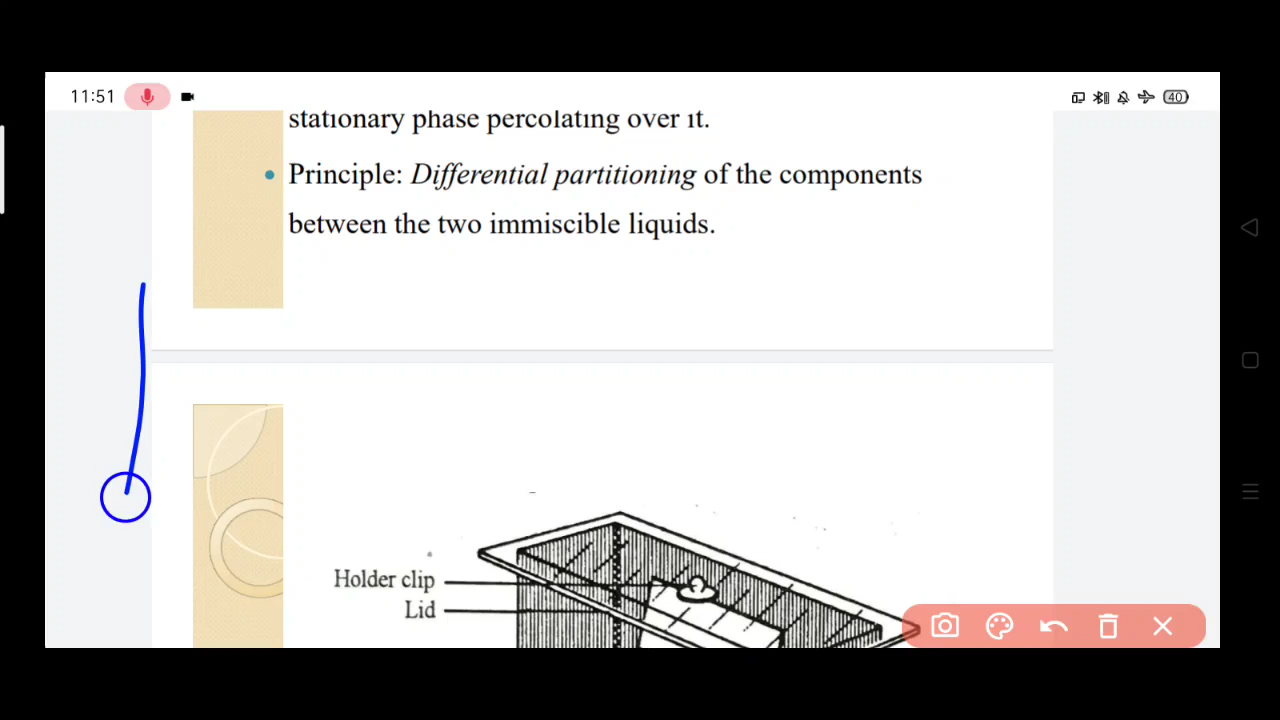 11:51
40
stationary phase percolating over it.
Principle: Differential partitioning of the components
between the two immiscible liquids.
Holder clip
Lid